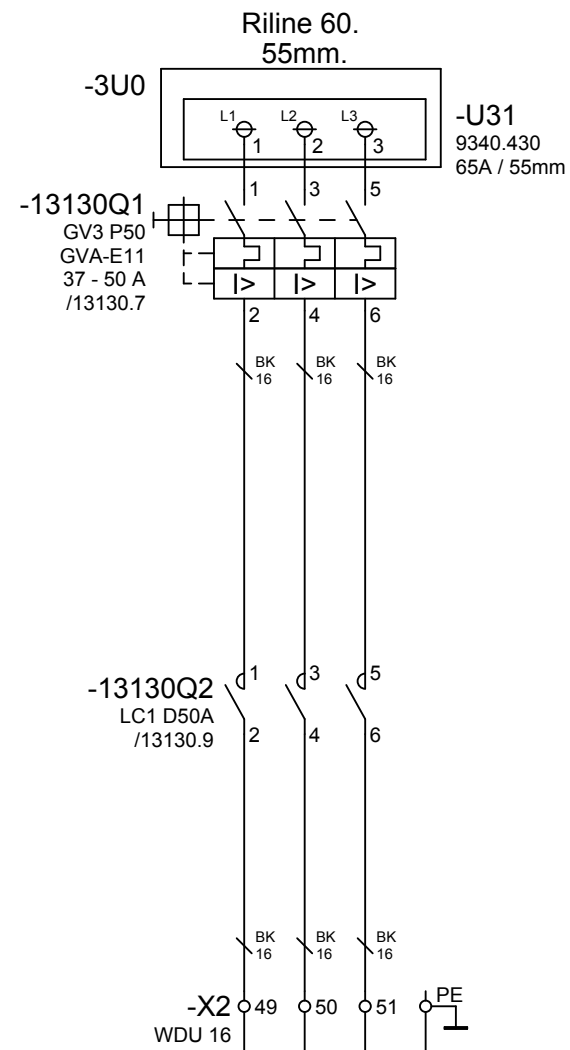 Riline 60.
55mm.
-3U0
L1 L2 L3
1 2 3
-U31
9340.430
65A / 55mm
-13130Q1
GV3 P50
GVA-E11
37 - 50 A
/13130.7
1 3 5
I> I> I>
2 4 6
BK BK BK
16 16 16
-13130Q2
LC1 D50A
/13130.9
1 3 5
2 4 6
BK BK BK
16 16 16
-X2 49 50 51 PE
WDU 16